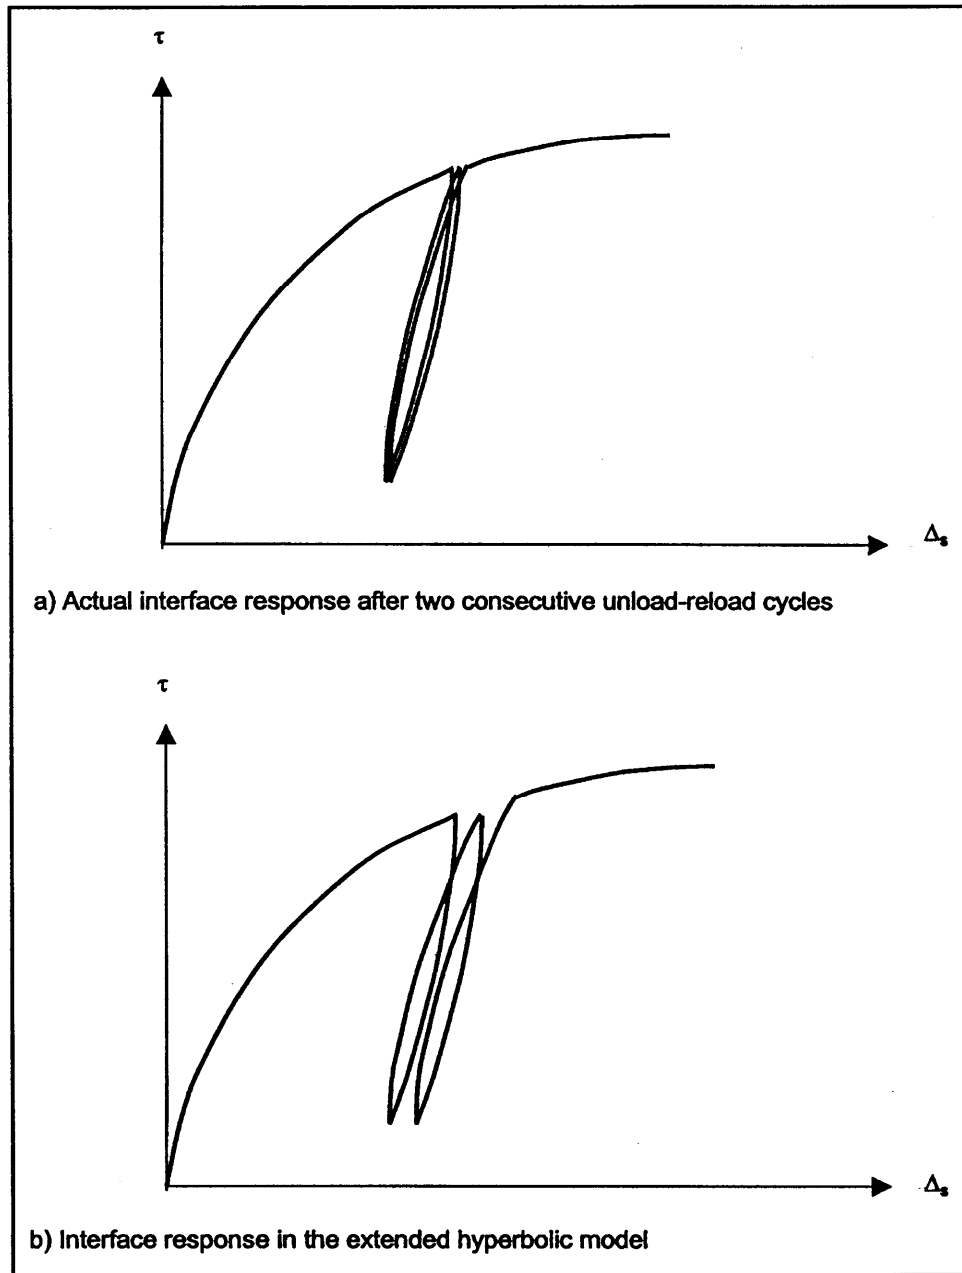 τ
Δs
a) Actual interface response after two consecutive unload-reload cycles
τ
Δs
b) Interface response in the extended hyperbolic model